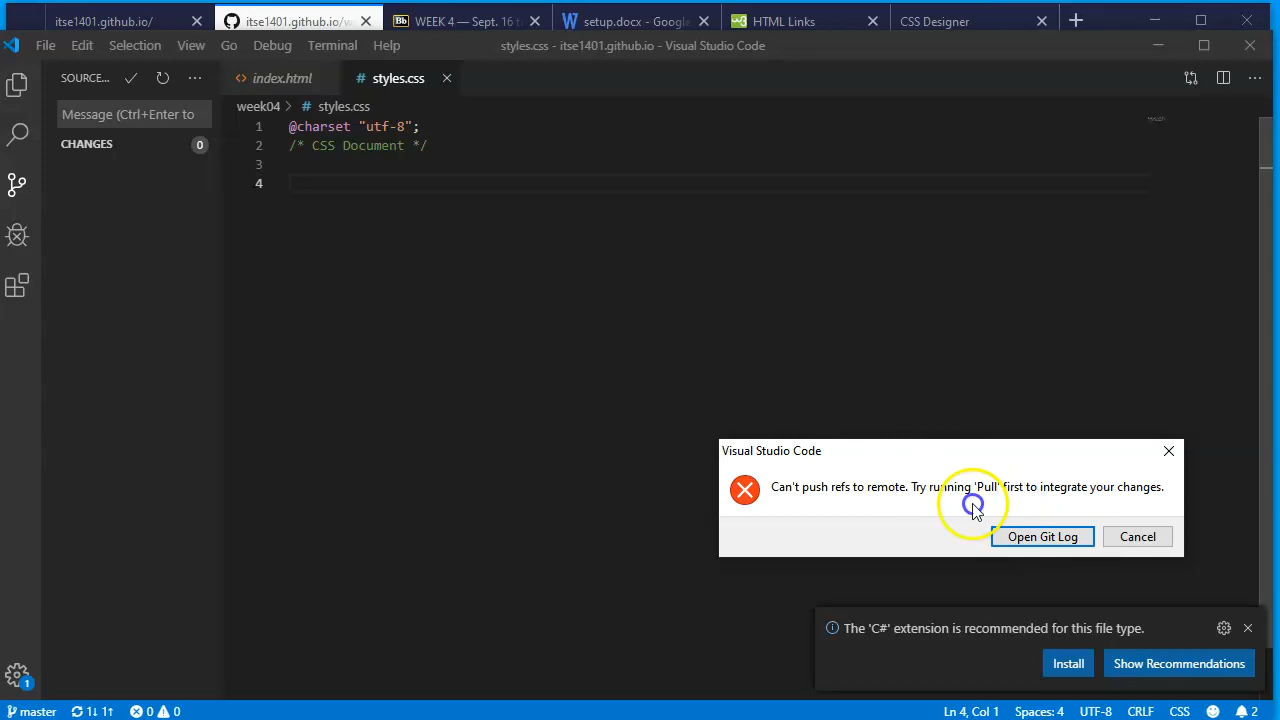 itse1401.github.io/
itse1401.github.io/w
Bb WEEK 4 — Sept. 16 t
W setup.docx - Google
HTML Links
CSS Designer
File Edit Selection View Go Debug Terminal Help
styles.css - itse1401.github.io - Visual Studio Code
SOURCE...
<> index.html
# styles.css
Message (Ctrl+Enter to
week04 > # styles.css
CHANGES 0
1 @charset "utf-8";
2 /* CSS Document */
3
4
Visual Studio Code
Can't push refs to remote. Try running 'Pull' first to integrate your changes.
Open Git Log
Cancel
The 'C#' extension is recommended for this file type.
Install
Show Recommendations
1
master 1↓ 1↑ 0 0
Ln 4, Col 1 Spaces: 4 UTF-8 CRLF CSS 2